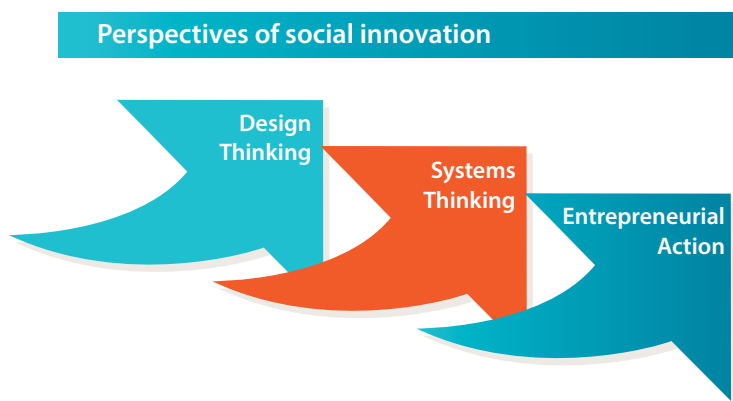 Perspectives of social innovation
Design
Thinking
Systems
Thinking
Entrepreneurial
Action